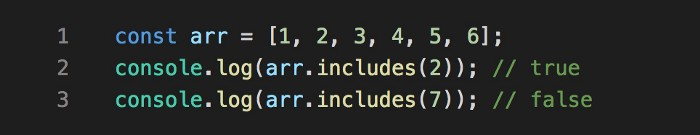 1 const arr = [1, 2, 3, 4, 5, 6];
2 console.log(arr.includes(2)); // true
3 console.log(arr.includes(7)); // false